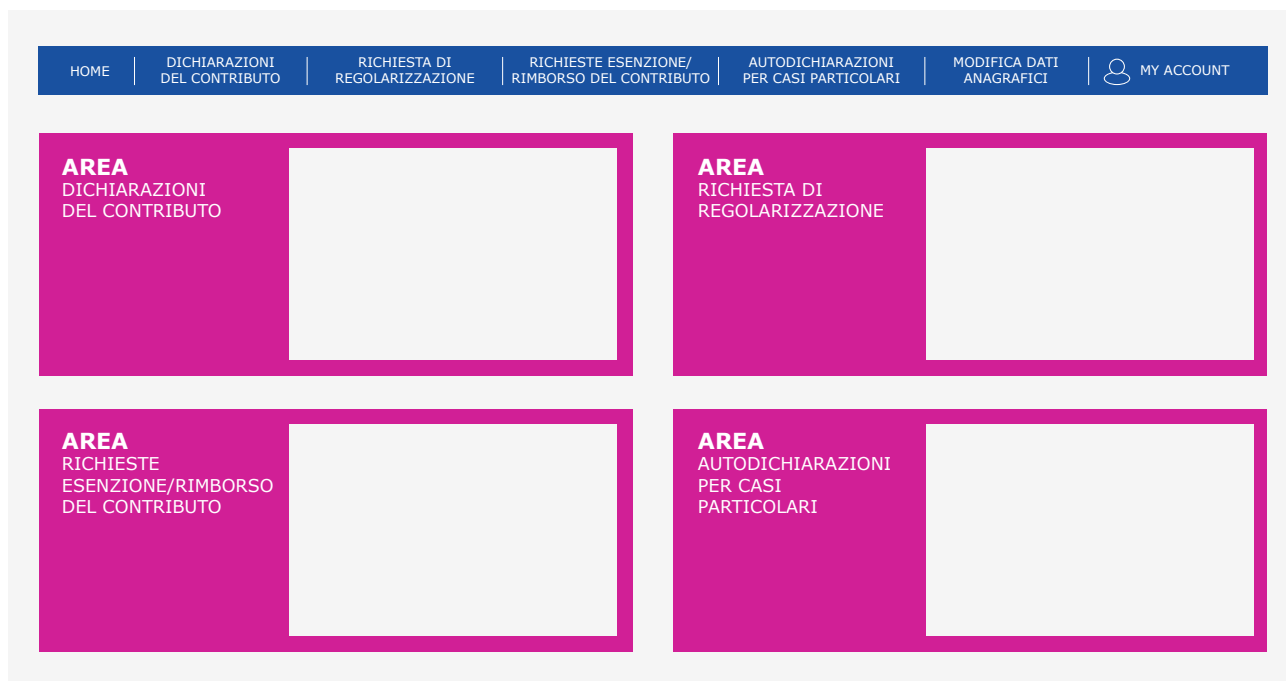 HOME
DICHIARAZIONI
DEL CONTRIBUTO
RICHIESTA DI
REGOLARIZZAZIONE
RICHIESTE ESENZIONE/
RIMBORSO DEL CONTRIBUTO
AUTODICHIARAZIONI
PER CASI PARTICOLARI
MODIFICA DATI
ANAGRAFICI
MY ACCOUNT
AREA
DICHIARAZIONI
DEL CONTRIBUTO
AREA
RICHIESTA DI
REGOLARIZZAZIONE
AREA
RICHIESTE
ESENZIONE/RIMBORSO
DEL CONTRIBUTO
AREA
AUTODICHIARAZIONI
PER CASI
PARTICOLARI